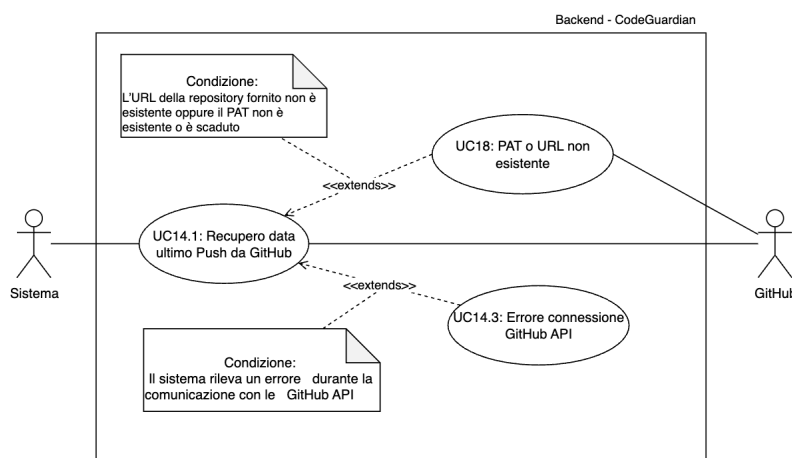 Backend - CodeGuardian
Condizione:
L'URL della repository fornito non è
esistente oppure il PAT non è
esistente o è scaduto
UC18: PAT o URL non
esistente
<<extends>>
UC14.1: Recupero data
ultimo Push da GitHub
Sistema
GitHub
<<extends>>
UC14.3: Errore connessione
GitHub API
Condizione:
Il sistema rileva un errore durante la
comunicazione con le GitHub API